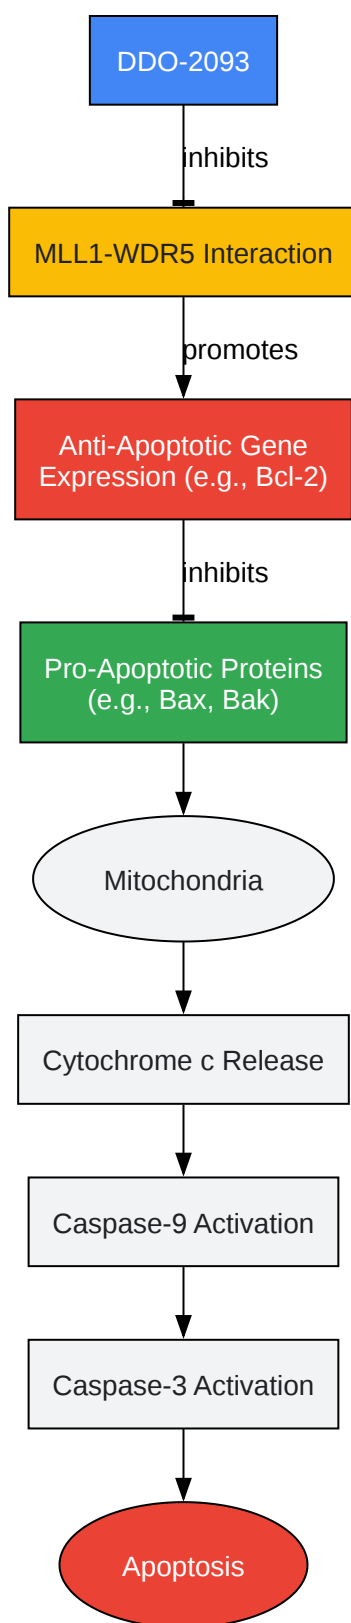 DDO-2093
inhibits
MLL1-WDR5 Interaction
promotes
Anti-Apoptotic Gene
Expression (e.g., Bcl-2)
inhibits
Pro-Apoptotic Proteins
(e.g., Bax, Bak)
Mitochondria
Cytochrome c Release
Caspase-9 Activation
Caspase-3 Activation
Apoptosis